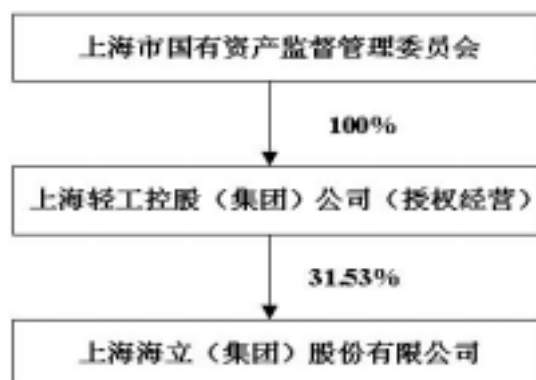 上海市国有资产监督管理委员会
100%
上海轻工控股（集团）公司（授权经营）
31.53%
上海海立（集团）股份有限公司